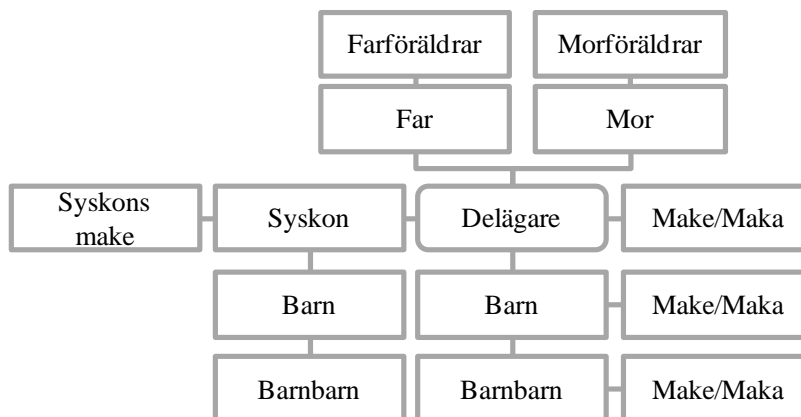 Farföräldrar
Morföräldrar
Far
Mor
Syskons
make
Syskon
Delägare
Make/Maka
Barn
Barn
Make/Maka
Barnbarn
Barnbarn
Make/Maka